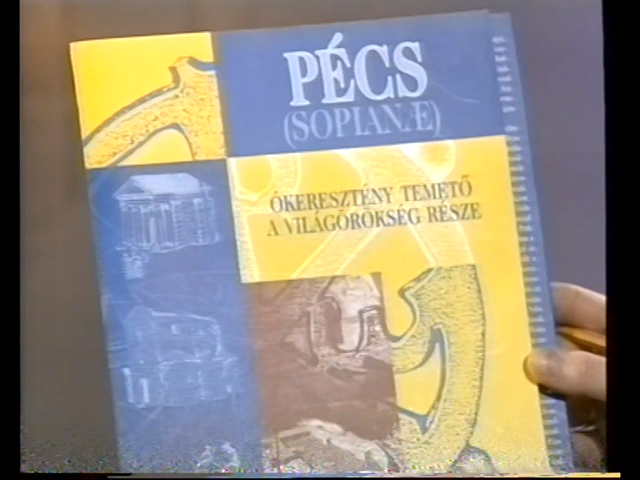 PÉCS
(SOPIANÆ)
ÓKERESZTÉNY TEMETŐ
A VILÁGÖRÖKSÉG RÉSZE